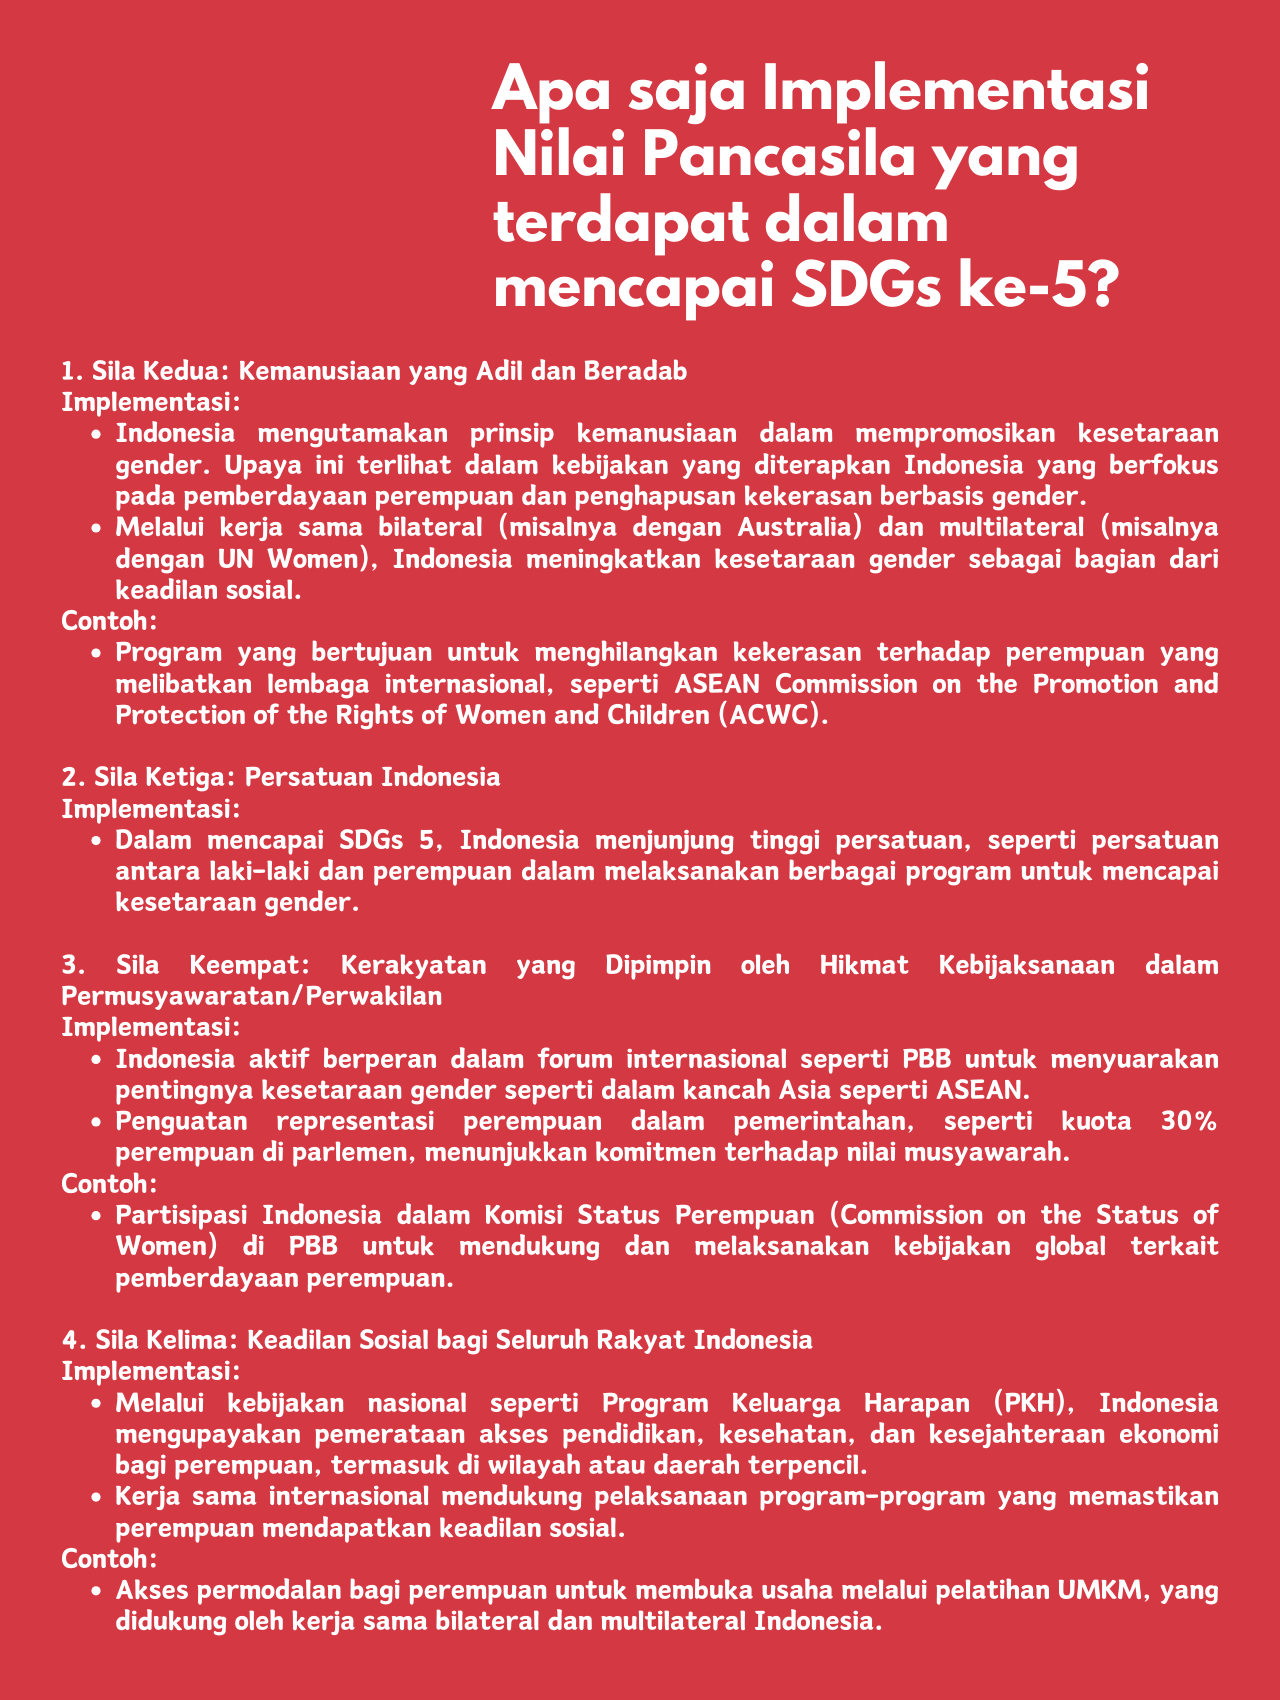 Apa saja Implementasi
Nilai Pancasila yang
terdapat dalam
mencapai SDGs ke-5?
1. Sila Kedua: Kemanusiaan yang Adil dan Beradab
Implementasi:
• Indonesia mengutamakan prinsip kemanusiaan dalam mempromosikan kesetaraan
gender. Upaya ini terlihat dalam kebijakan yang diterapkan Indonesia yang berfokus
pada pemberdayaan perempuan dan penghapusan kekerasan berbasis gender.
• Melalui kerja sama bilateral (misalnya dengan Australia) dan multilateral (misalnya
dengan UN Women), Indonesia meningkatkan kesetaraan gender sebagai bagian dari
keadilan sosial.
Contoh:
• Program yang bertujuan untuk menghilangkan kekerasan terhadap perempuan yang
melibatkan lembaga internasional, seperti ASEAN Commission on the Promotion and
Protection of the Rights of Women and Children (ACWC).
2. Sila Ketiga: Persatuan Indonesia
Implementasi:
• Dalam mencapai SDGs 5, Indonesia menjunjung tinggi persatuan, seperti persatuan
antara laki-laki dan perempuan dalam melaksanakan berbagai program untuk mencapai
kesetaraan gender.
3. Sila Keempat: Kerakyatan yang Dipimpin oleh Hikmat Kebijaksanaan dalam
Permusyawaratan/Perwakilan
Implementasi:
• Indonesia aktif berperan dalam forum internasional seperti PBB untuk menyuarakan
pentingnya kesetaraan gender seperti dalam kancah Asia seperti ASEAN.
• Penguatan representasi perempuan dalam pemerintahan, seperti kuota 30%
perempuan di parlemen, menunjukkan komitmen terhadap nilai musyawarah.
Contoh:
• Partisipasi Indonesia dalam Komisi Status Perempuan (Commission on the Status of
Women) di PBB untuk mendukung dan melaksanakan kebijakan global terkait
pemberdayaan perempuan.
4. Sila Kelima: Keadilan Sosial bagi Seluruh Rakyat Indonesia
Implementasi:
• Melalui kebijakan nasional seperti Program Keluarga Harapan (PKH), Indonesia
mengupayakan pemerataan akses pendidikan, kesehatan, dan kesejahteraan ekonomi
bagi perempuan, termasuk di wilayah atau daerah terpencil.
• Kerja sama internasional mendukung pelaksanaan program-program yang memastikan
perempuan mendapatkan keadilan sosial.
Contoh:
• Akses permodalan bagi perempuan untuk membuka usaha melalui pelatihan UMKM, yang
didukung oleh kerja sama bilateral dan multilateral Indonesia.